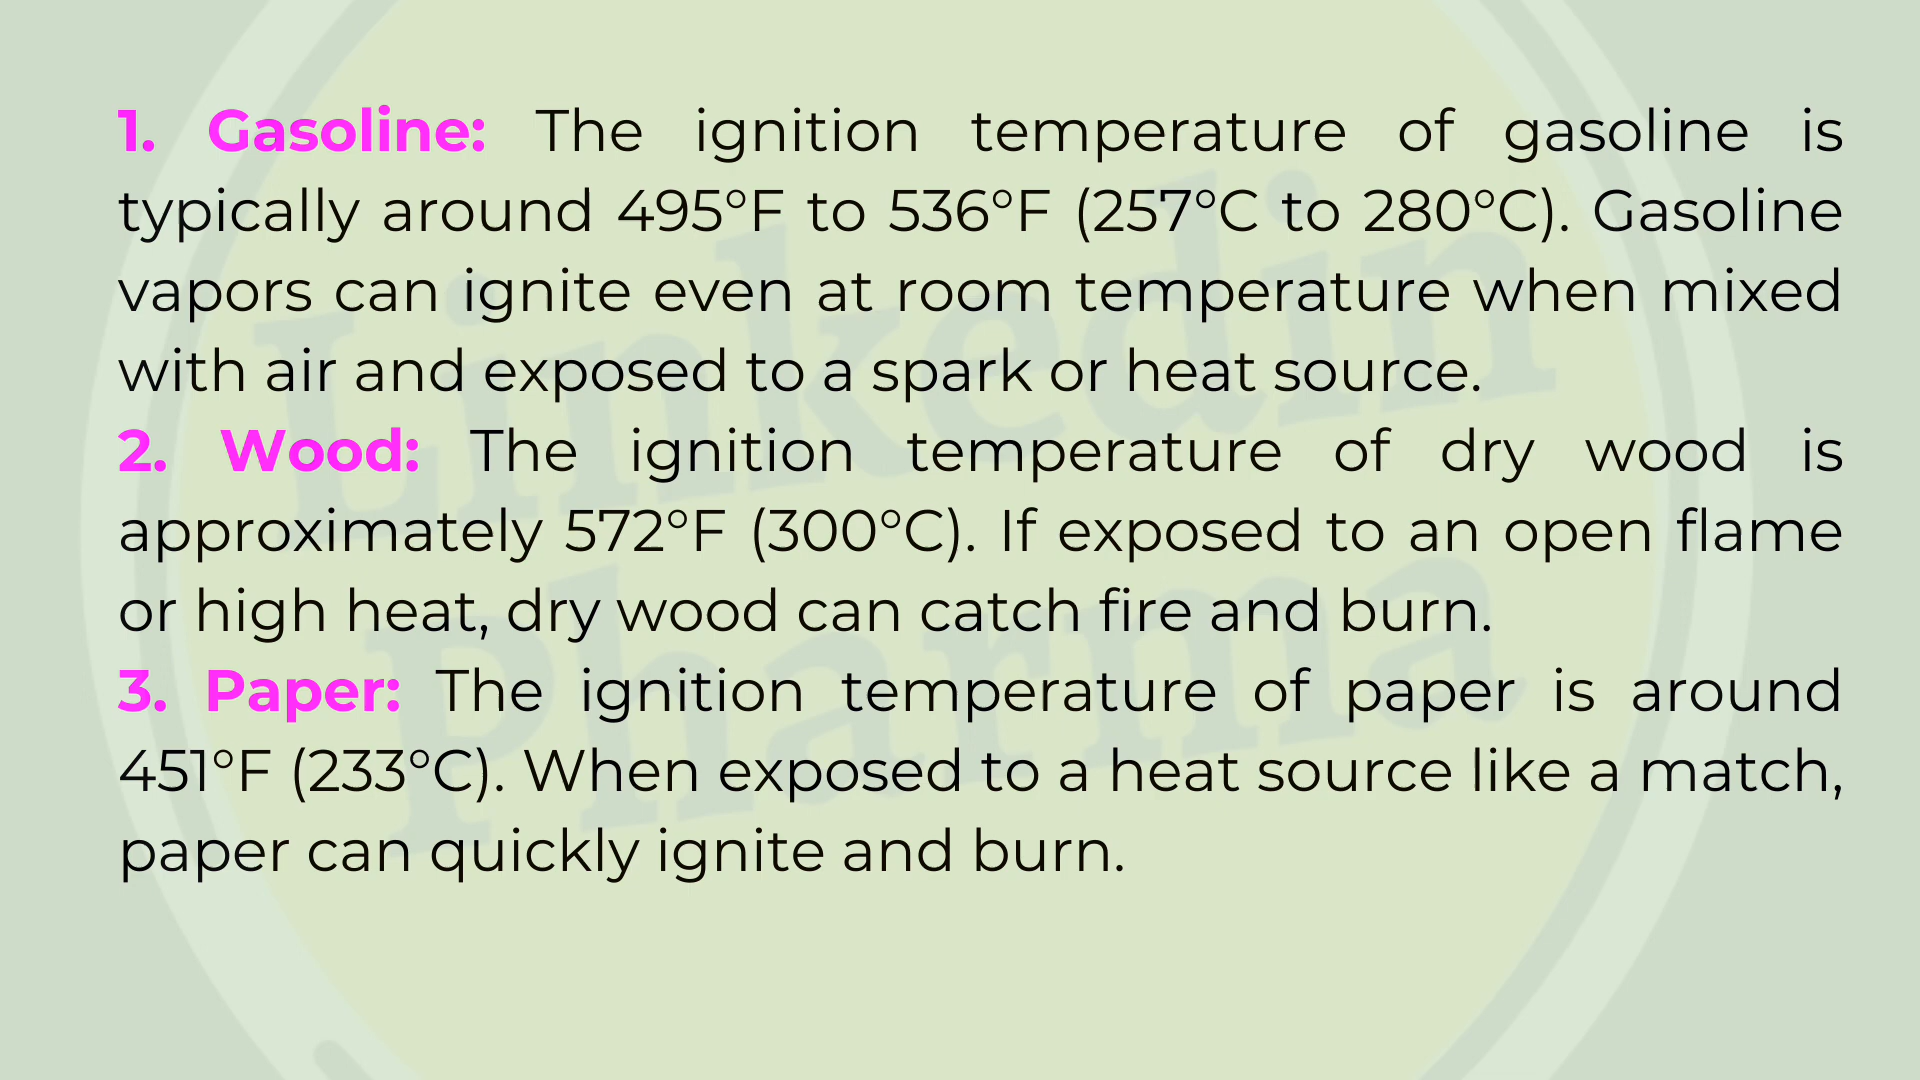 1. Gasoline: The ignition temperature of gasoline is
typically around 495°F to 536°F (257°C to 280°C). Gasoline
vapors can ignite even at room temperature when mixed
with air and exposed to a spark or heat source.
2. Wood: The ignition temperature of dry wood is
approximately 572°F (300°C). If exposed to an open flame
or high heat, dry wood can catch fire and burn.
3. Paper: The ignition temperature of paper is around
451°F (233°C). When exposed to a heat source like a match,
paper can quickly ignite and burn.
Linkedin
Pharma